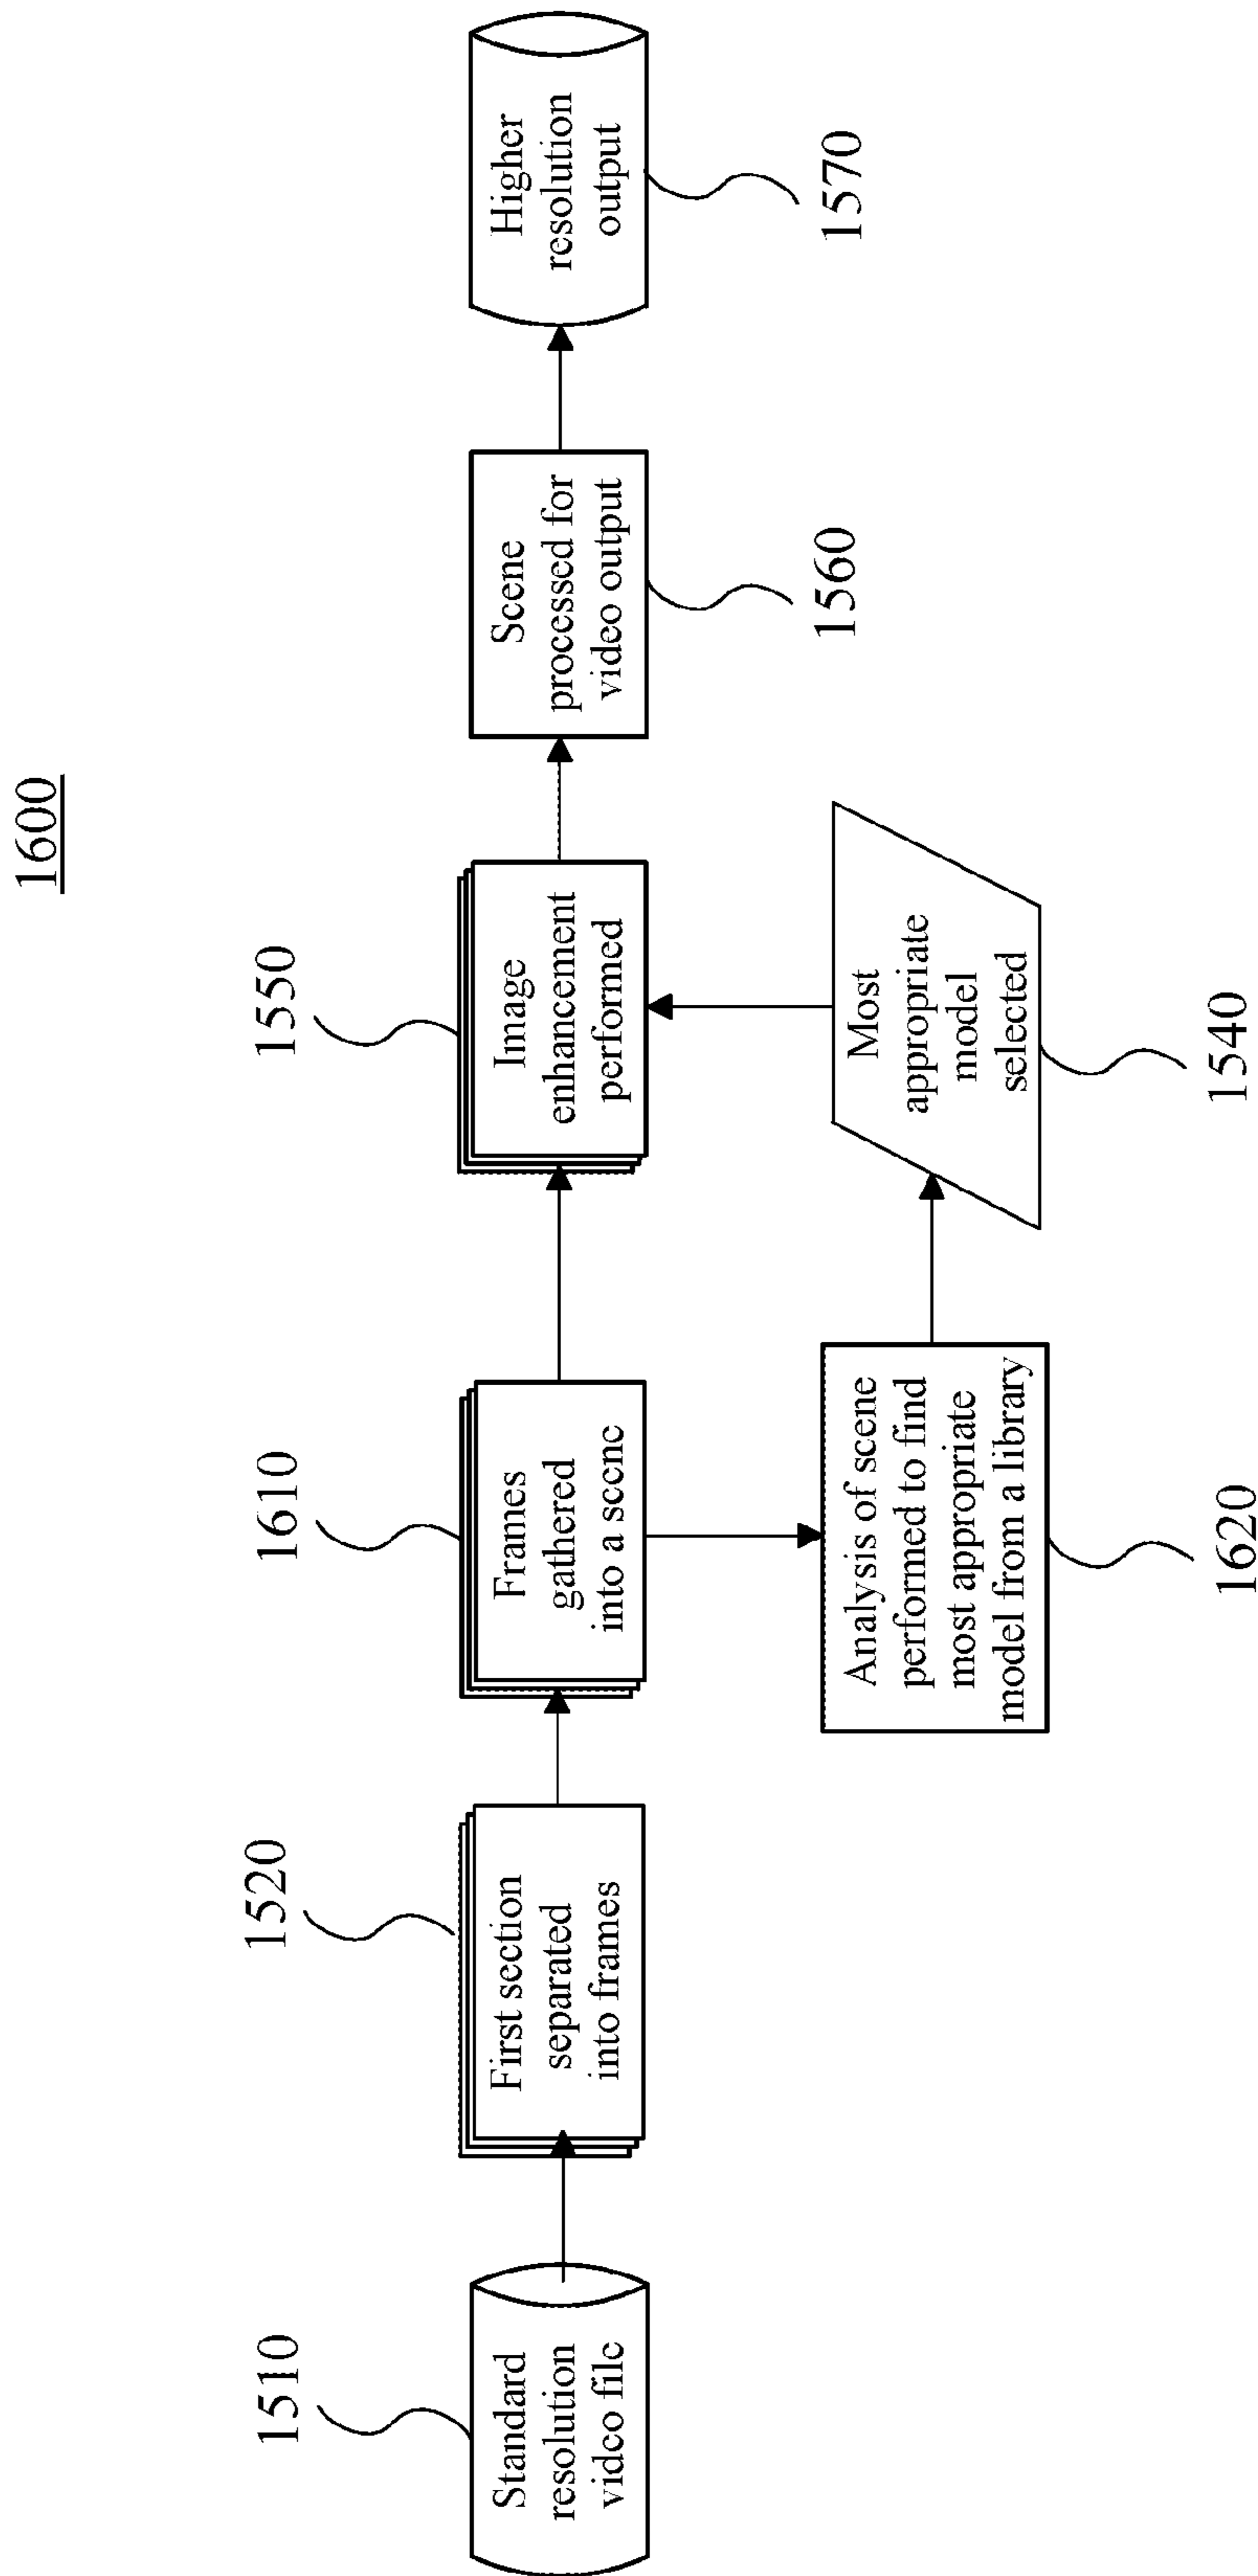 1600
1510
Standard
resolution
video file
1520
First section
separated
into frames
1610
Frames
gathered
into a scene
1550
Image
enhancement
performed
Scene
processed for
video output
1560
Higher
resolution
output
1570
Analysis of scene
performed to find
most appropriate
model from a library
1620
Most
appropriate
model
selected
1540